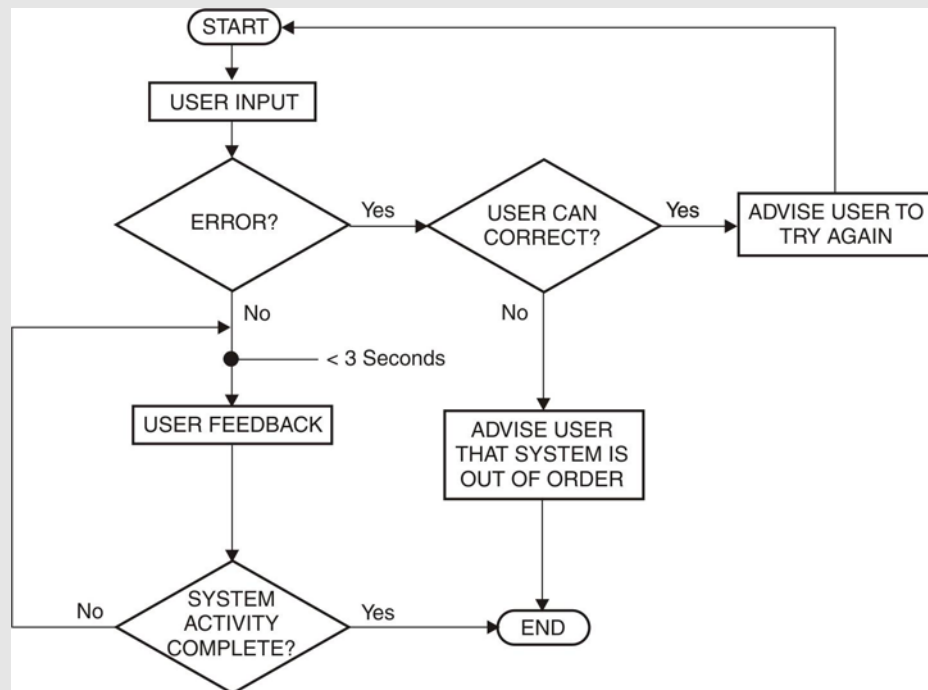 START
USER INPUT
ERROR?
Yes
USER CAN
CORRECT?
Yes
ADVISE USER TO
TRY AGAIN
No
No
< 3 Seconds
USER FEEDBACK
ADVISE USER
THAT SYSTEM IS
OUT OF ORDER
No
SYSTEM
ACTIVITY
COMPLETE?
Yes
END